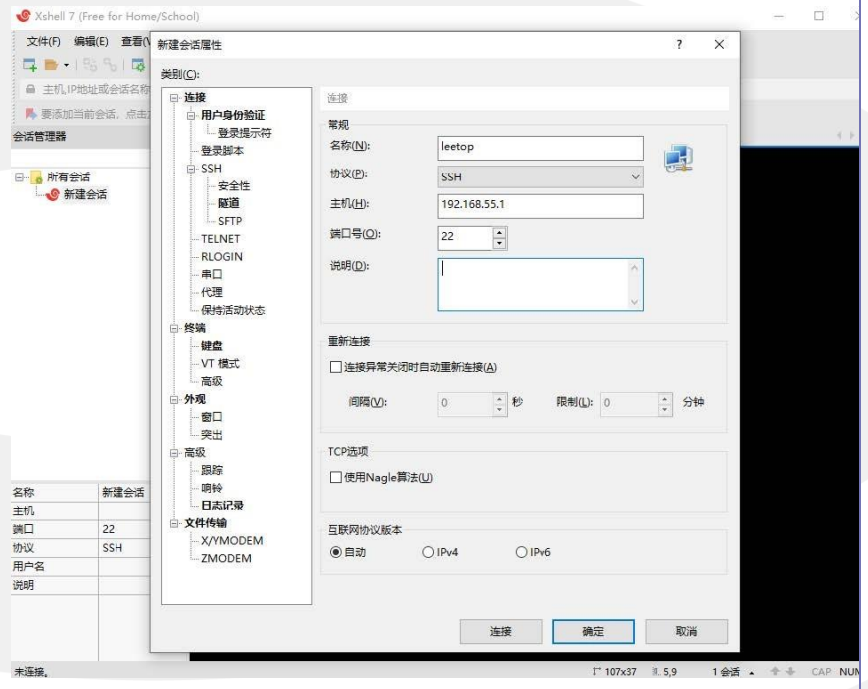 Xshell 7 (Free for Home/School)
文件(F) 编辑(E) 查看(V
主机,IP地址或会话名称
要添加当前会话, 点击
会话管理器
所有会话
新建会话
名称 新建会话
主机
端口 22
协议 SSH
用户名
说明
未连接。
新建会话属性 ?
类别(C):
连接
用户身份验证
登录提示符
登录脚本
SSH
安全性
隧道
SFTP
TELNET
RLOGIN
串口
代理
保持活动状态
终端
键盘
VT 模式
高级
外观
窗口
突出
高级
跟踪
响铃
日志记录
文件传输
X/YMODEM
ZMODEM
连接
常规
名称(N): leetop
协议(P): SSH
主机(H): 192.168.55.1
端口号(O): 22
说明(D):
重新连接
连接异常关闭时自动重新连接(A)
间隔(V): 0 秒 限制(L): 0 分钟
TCP选项
使用Nagle算法(U)
互联网协议版本
自动 IPv4 IPv6
连接 确定 取消
107x37 5,9 1 会话 CAP NUM